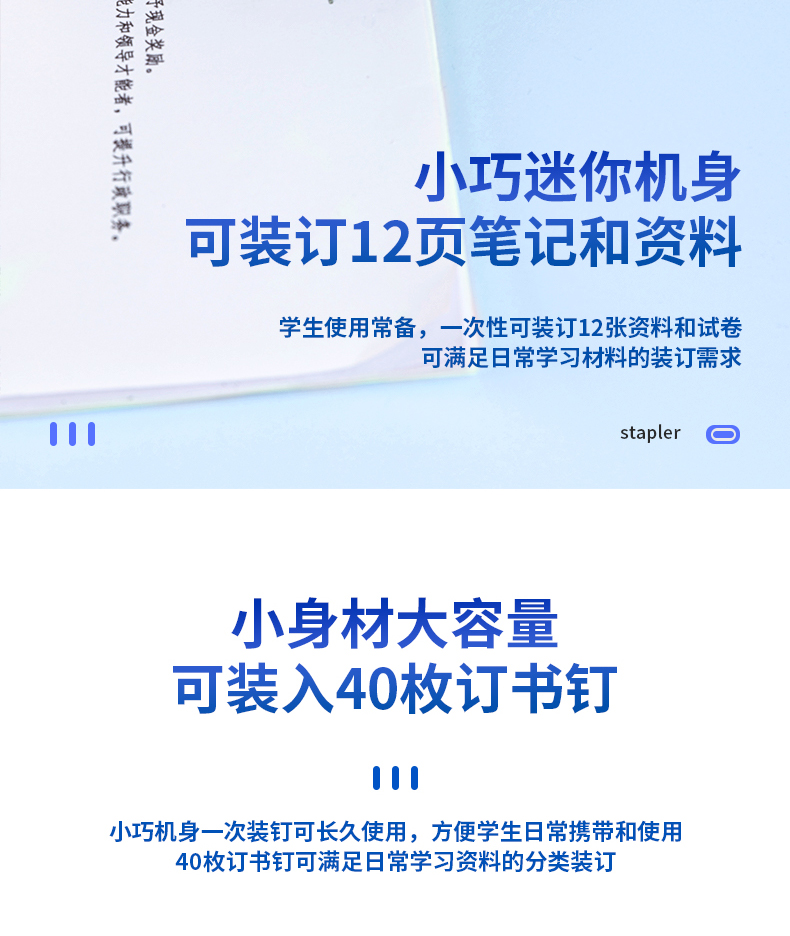 予现金奖励。
能力和领导才能者，可提升行政职务。
小巧迷你机身
可装订12页笔记和资料
学生使用常备，一次性可装订12张资料和试卷
可满足日常学习材料的装订需求
stapler
小身材大容量
可装入40枚订书钉
小巧机身一次装钉可长久使用，方便学生日常携带和使用
40枚订书钉可满足日常学习资料的分类装订